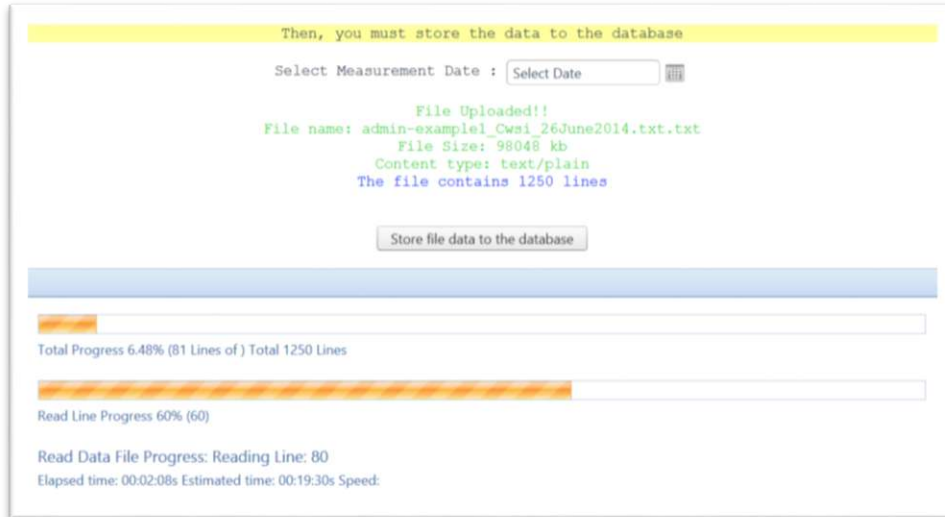 Then, you must store the data to the database
Select Measurement Date : Select Date
File Uploaded!!
File name: admin-example1_Cwsi_26June2014.txt.txt
File Size: 98048 kb
Content type: text/plain
The file contains 1250 lines
Store file data to the database
Total Progress 6.48% (81 Lines of ) Total 1250 Lines
Read Line Progress 60% (60)
Read Data File Progress: Reading Line: 80
Elapsed time: 00:02:08s Estimated time: 00:19:30s Speed: